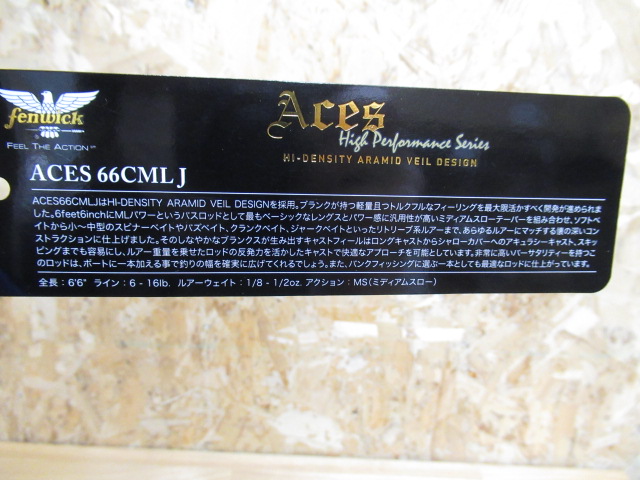 fenwick
FEEL THE ACTION
Aces
High Performance Series
HI-DENSITY ARAMID VEIL DESIGN
ACES 66CML J
ACES66CMLJはHI-DENSITY ARAMID VEIL DESIGNを採用。ブランクが持つ軽量且つトルクフルなフィーリングを最大限活かすべく開発が進められま
した。6feet6inchにMLパワーというバスロッドとして最もベーシックなレングスとパワー感に汎用性が高いミディアムスローテーパーを組み合わせ、ソフトベ
イトから小〜中型のスピナーベイトやバズベイト、クランクベイト、ジャークベイトといったリトリーブ系ルアーまで、あらゆるルアーにマッチする懐の深いコン
ストラクションに仕上げました。そのしなやかなブランクスが生み出すキャストフィールはロングキャストからシャローカバーへのアキュラシーキャスト、スキッ
ピングまでも容易にし、ルアー重量を乗せたロッドの反発力を活かしたキャストで快適なアプローチを可能としています。非常に高いバーサタリティーを持つこ
のロッドは、ボートに一本加える事で釣りの幅を確実に広げてくれるでしょう。また、バンクフィッシングに選ぶ一本としても最適なロッドに仕上がっています。
全長：6'6" ライン：6 - 16lb. ルアーウェイト：1/8 - 1/2oz. アクション：MS（ミディアムスロー）